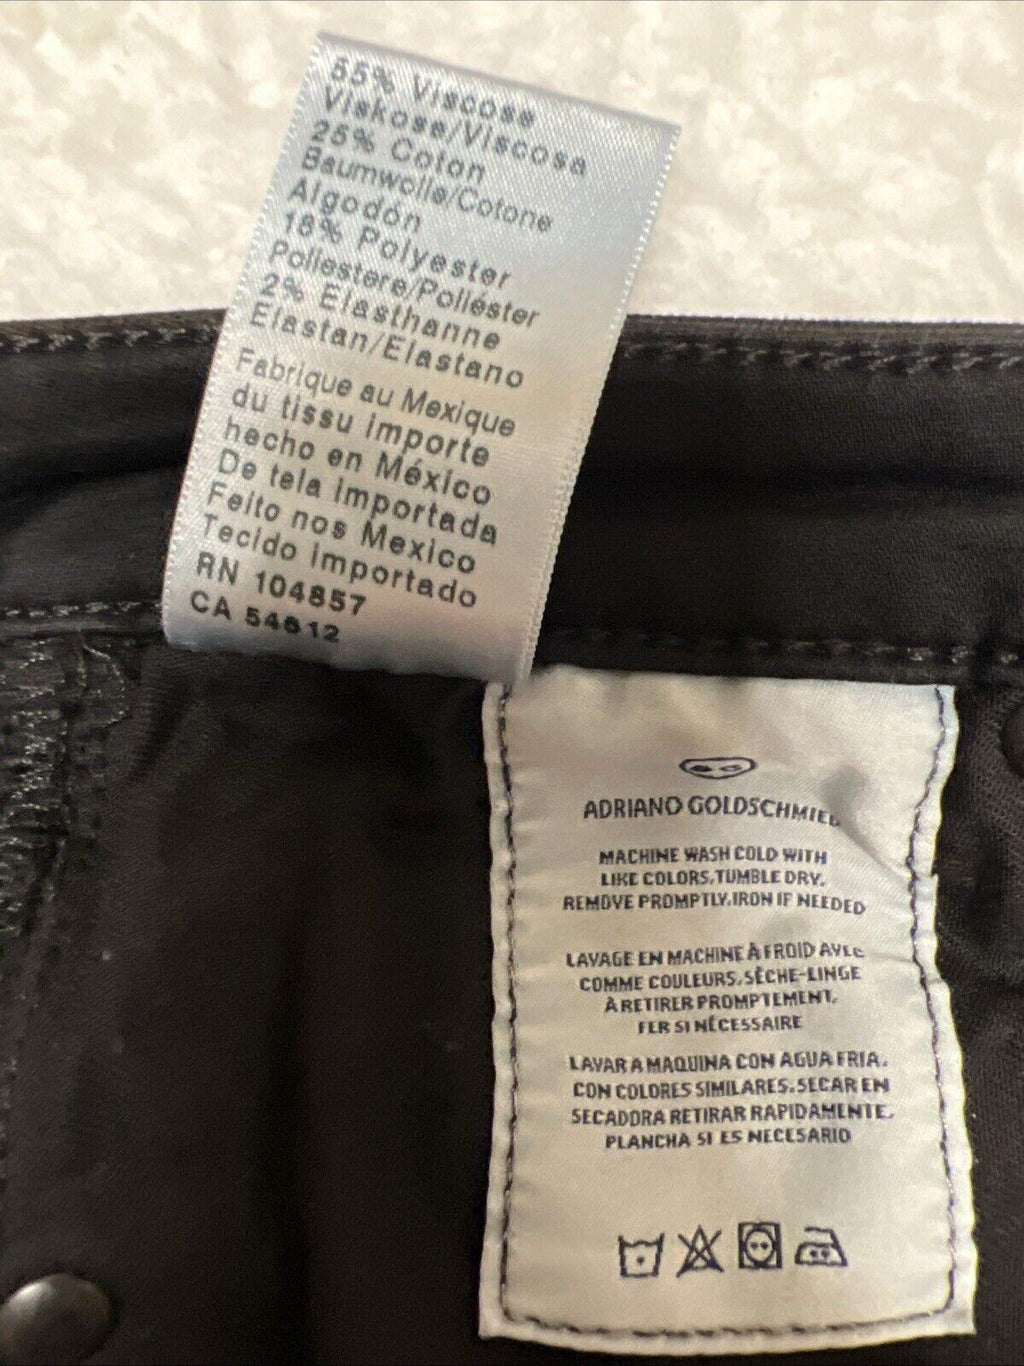 55% Viscose
Viskose/Viscosa
25% Coton
Baumwolle/Cotone
Algodón
18% Polyester
Poliestere/Poliéster
2% Elasthanne
Elastan/Elastano
Fabrique au Mexique
du tissu importe
hecho en México
De tela importada
Feito nos Mexico
Tecido importado
RN 104857
CA 54612
ADRIANO GOLDSCHMIED
MACHINE WASH COLD WITH
LIKE COLORS.TUMBLE DRY.
REMOVE PROMPTLY.IRON IF NEEDED
LAVAGE EN MACHINE À FROID AVEC
COMME COULEURS.SÈCHE-LINGE
À RETIRER PROMPTEMENT.
FER SI NÉCESSAIRE
LAVAR A MAQUINA CON AGUA FRIA.
CON COLORES SIMILARES.SECAR EN
SECADORA RETIRAR RAPIDAMENTE.
PLANCHA SI ES NECESARIO